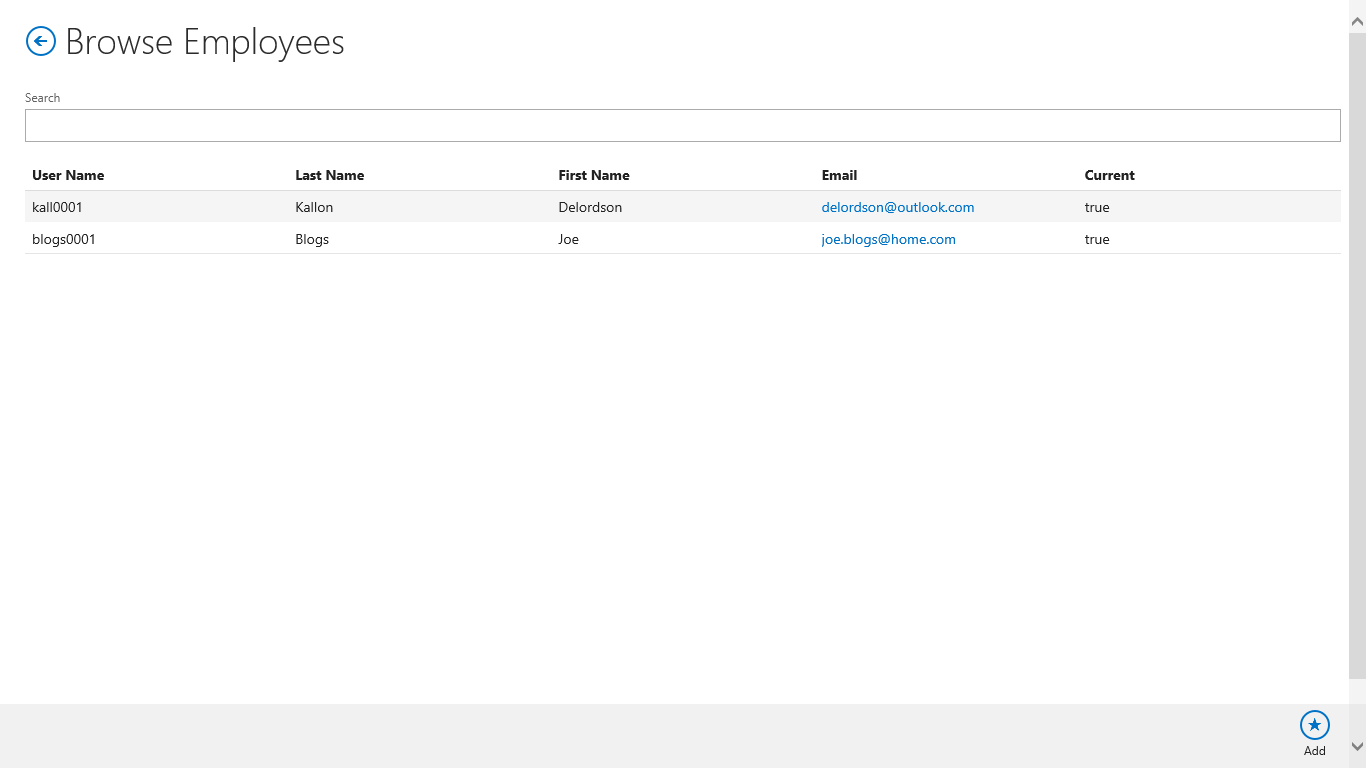 Browse Employees
Search
User Name Last Name First Name Email Current
kall0001 Kallon Delordson delordson@outlook.com true
blogs0001 Blogs Joe joe.blogs@home.com true
Add